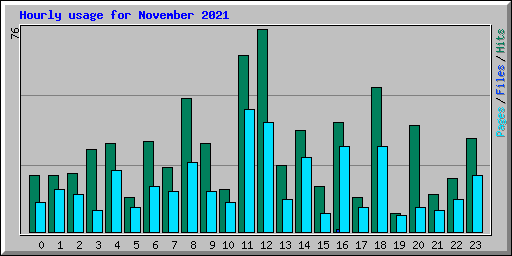 Hourly usage for November 2021
76
Pages / Files / Hits
0 1 2 3 4 5 6 7 8 9 10 11 12 13 14 15 16 17 18 19 20 21 22 23